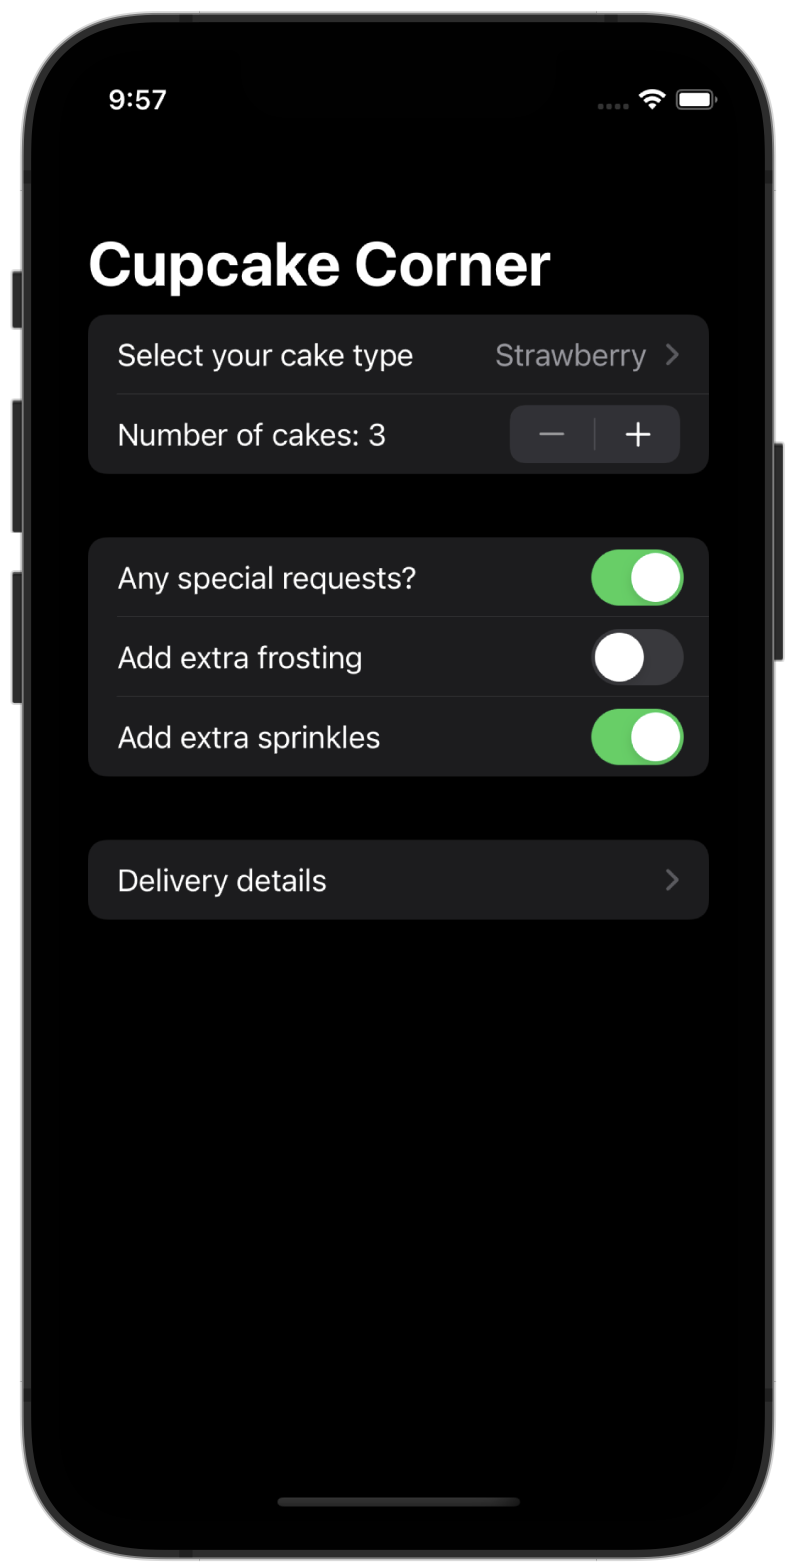 9:57
Cupcake Corner
Select your cake type Strawberry
Number of cakes: 3
Any special requests?
Add extra frosting
Add extra sprinkles
Delivery details